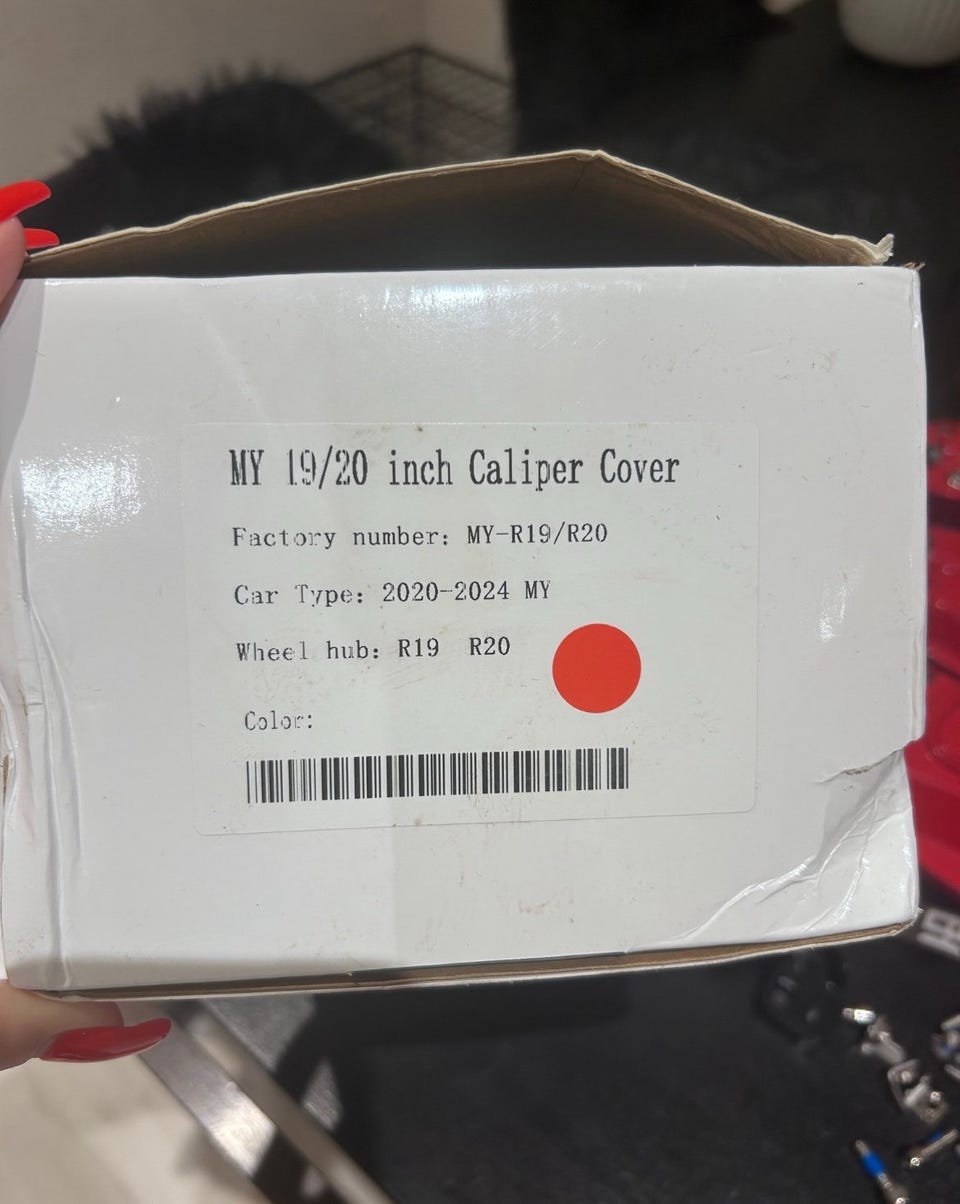 MY 19/20 inch Caliper Cover
Factory number: MY-R19/R20
Car Type: 2020-2024 MY
Wheel hub: R19 R20
Color: